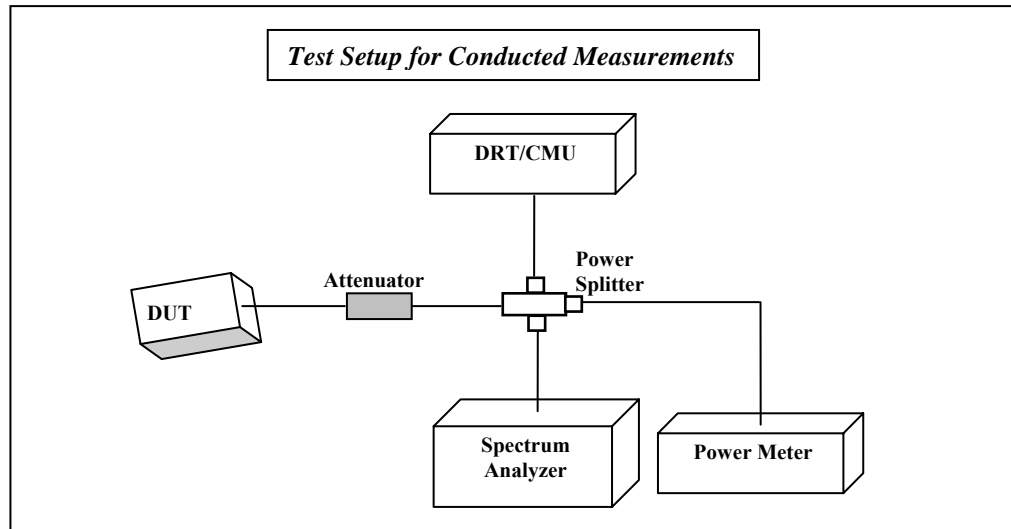 Test Setup for Conducted Measurements
DRT/CMU
Power
Splitter
Attenuator
DUT
Spectrum
Analyzer
Power Meter